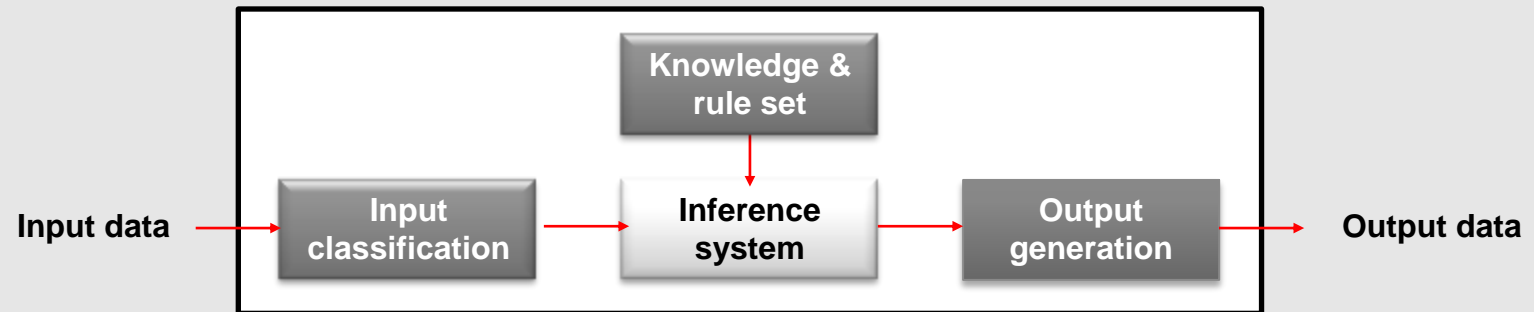 Knowledge &
rule set
Input data
Input
classification
Inference
system
Output
generation
Output data